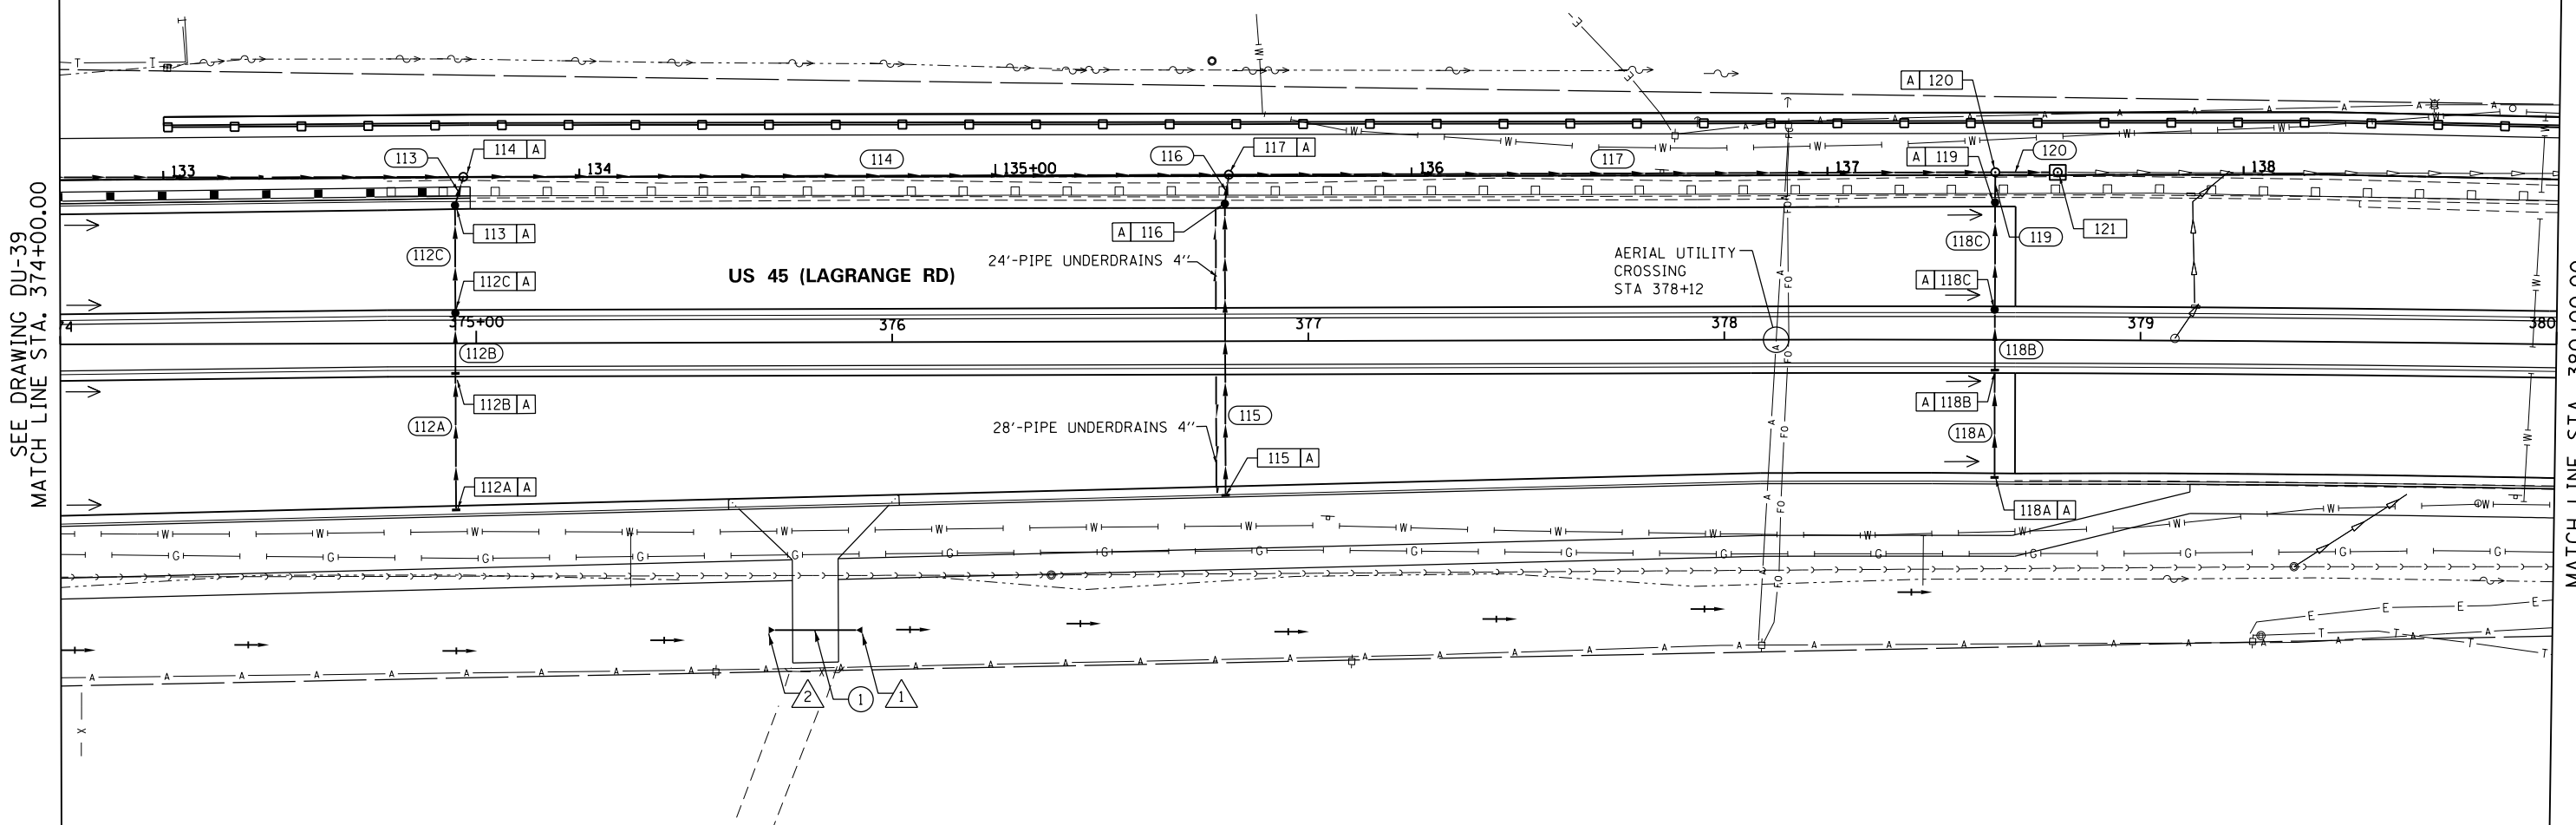 SEE DRAWING DU-39
MATCH LINE STA. 374+00.00
A 120
113
114 A
114
116
117 A
117
A 119
120
133
134
135+00
136
137
138
113 A
A 116
118C
119
121
112C
24'-PIPE UNDERDRAINS 4"
AERIAL UTILITY
CROSSING
STA 378+12
US 45 (LAGRANGE RD)
112C A
A 118C
375+00
376
377
378
379
380
112B
118B
112B A
A 118B
112A
28'-PIPE UNDERDRAINS 4"
115
118A
115 A
112A A
118A A
2
1
1